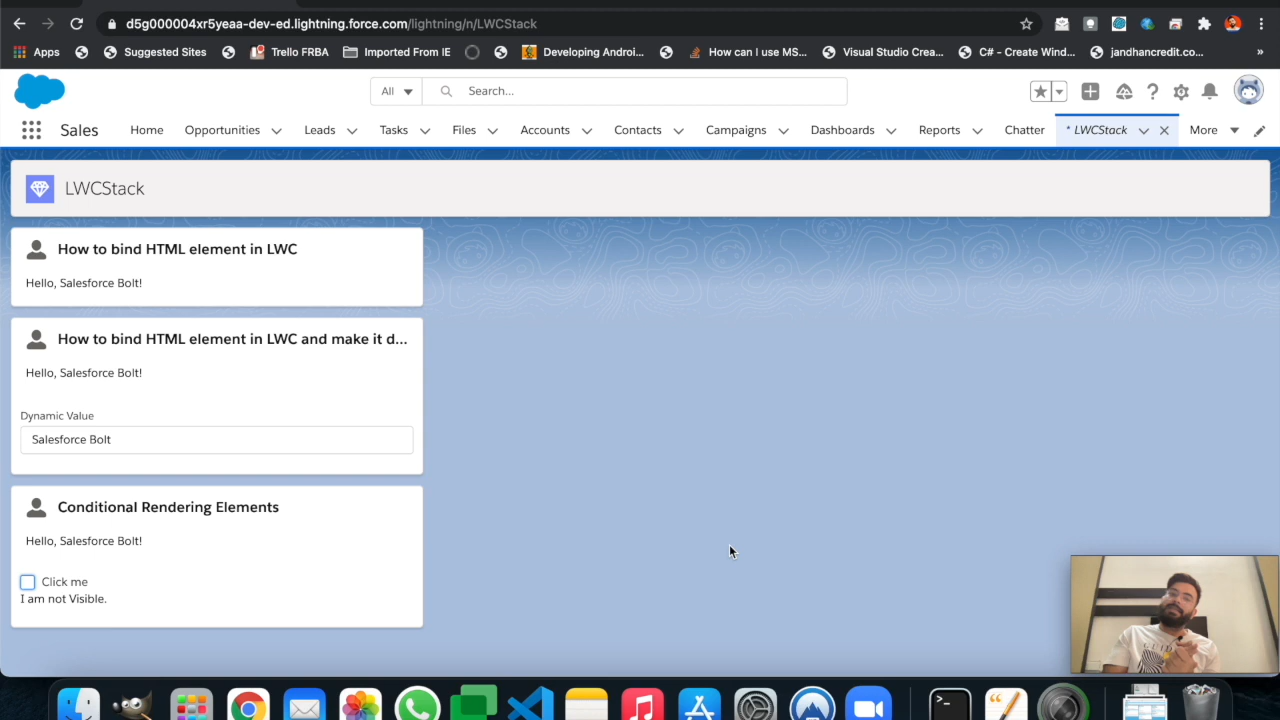 d5g000004xr5yeaa-dev-ed.lightning.force.com/lightning/n/LWCStack
Apps Suggested Sites Trello FRBA Imported From IE Developing Androi... How can I use MS... Visual Studio Crea... C# - Create Wind... jandhancredit.co... »
All Search...
Sales Home Opportunities Leads Tasks Files Accounts Contacts Campaigns Dashboards Reports Chatter * LWCStack More
LWCStack
How to bind HTML element in LWC
Hello, Salesforce Bolt!
How to bind HTML element in LWC and make it d...
Hello, Salesforce Bolt!
Dynamic Value
Salesforce Bolt
Conditional Rendering Elements
Hello, Salesforce Bolt!
Click me
I am not Visible.